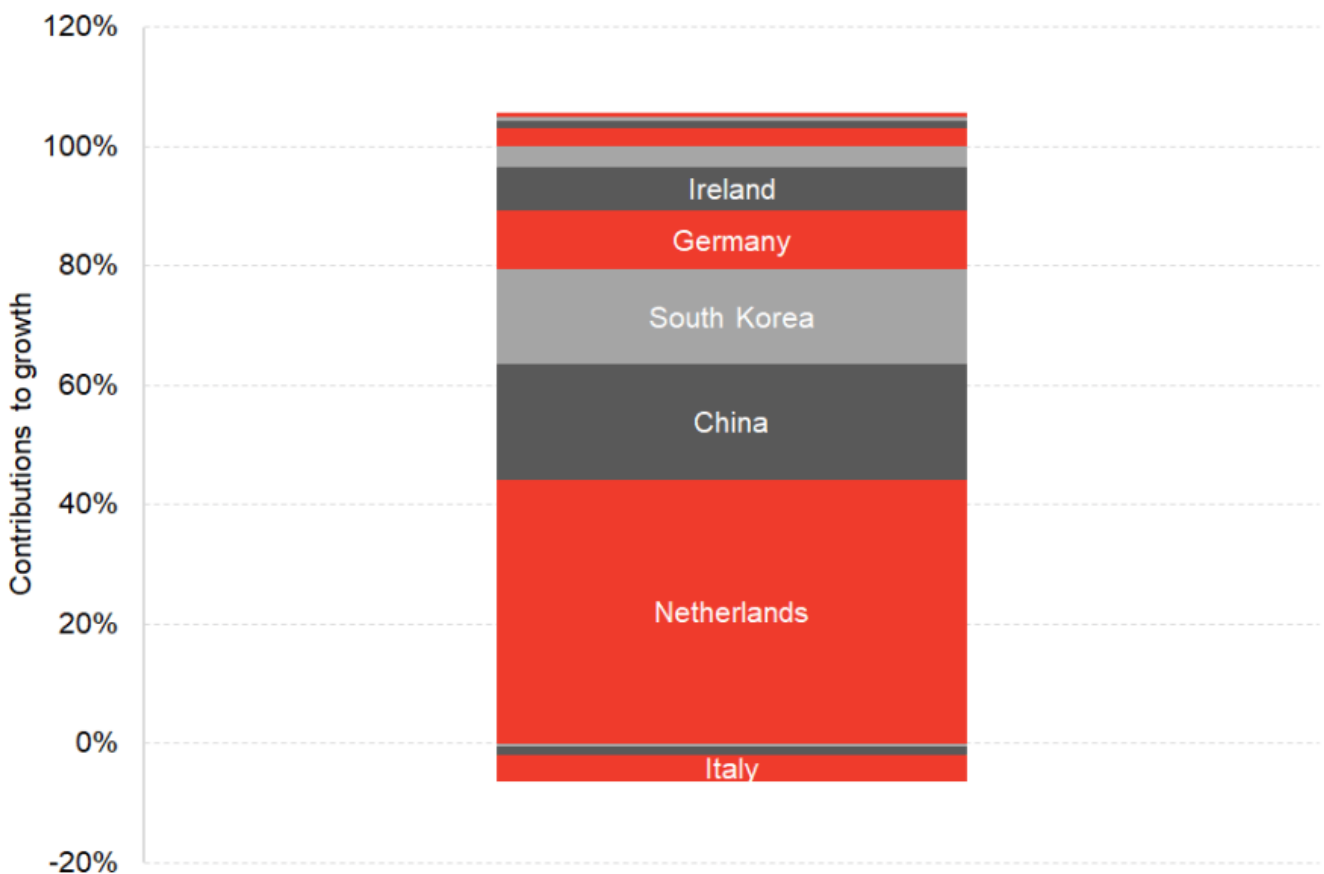 120%
100%
80%
60%
40%
20%
0%
-20%
Contributions to growth
Ireland
Germany
South Korea
China
Netherlands
Italy